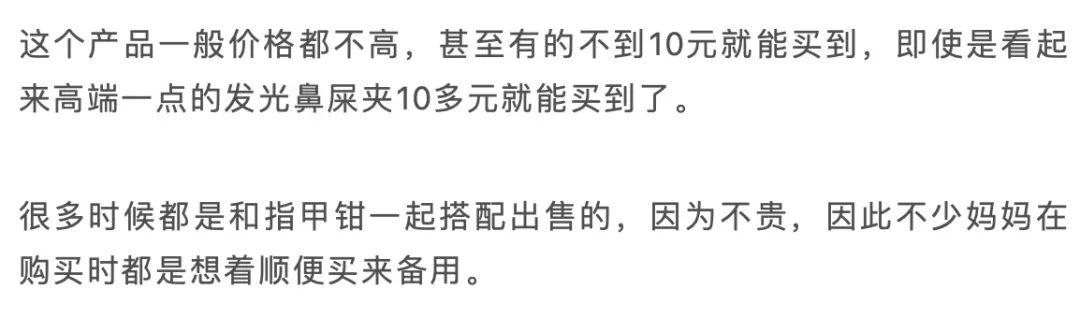 这个产品一般价格都不高，甚至有的不到10元就能买到，即使是看起
来高端一点的发光鼻屎夹10多元就能买到了。
很多时候都是和指甲钳一起搭配出售的，因为不贵，因此不少妈妈在
购买时都是想着顺便买来备用。